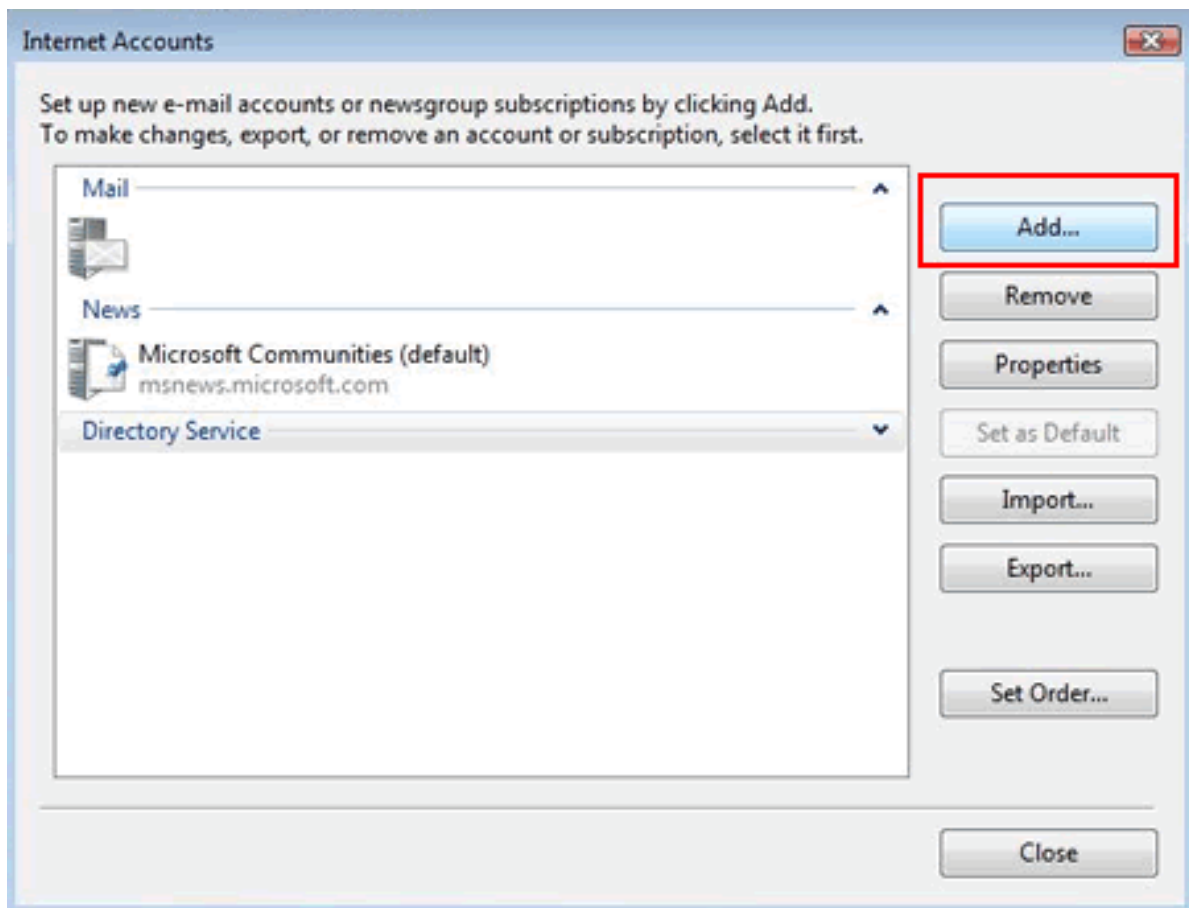 Internet Accounts
Set up new e-mail accounts or newsgroup subscriptions by clicking Add.
To make changes, export, or remove an account or subscription, select it first.
Mail
Add...
Remove
News
Microsoft Communities (default)
msnews.microsoft.com
Properties
Directory Service
Set as Default
Import...
Export...
Set Order...
Close